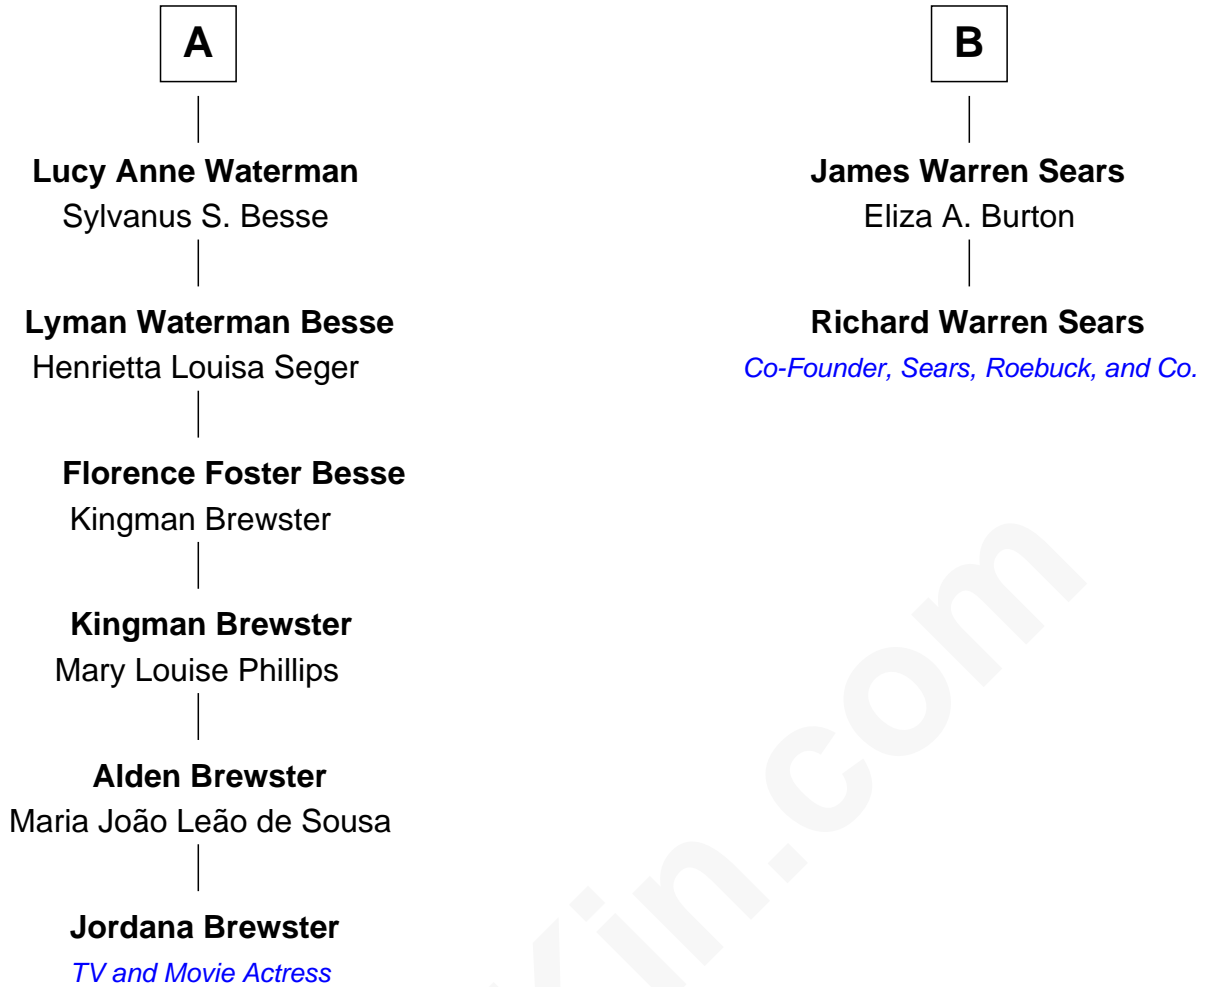 A
Lucy Anne Waterman
Sylvanus S. Besse
Lyman Waterman Besse
Henrietta Louisa Seger
Florence Foster Besse
Kingman Brewster
Kingman Brewster
Mary Louise Phillips
Alden Brewster
Maria João Leão de Sousa
Jordana Brewster
TV and Movie Actress
B
James Warren Sears
Eliza A. Burton
Richard Warren Sears
Co-Founder, Sears, Roebuck, and Co.
Kin.com